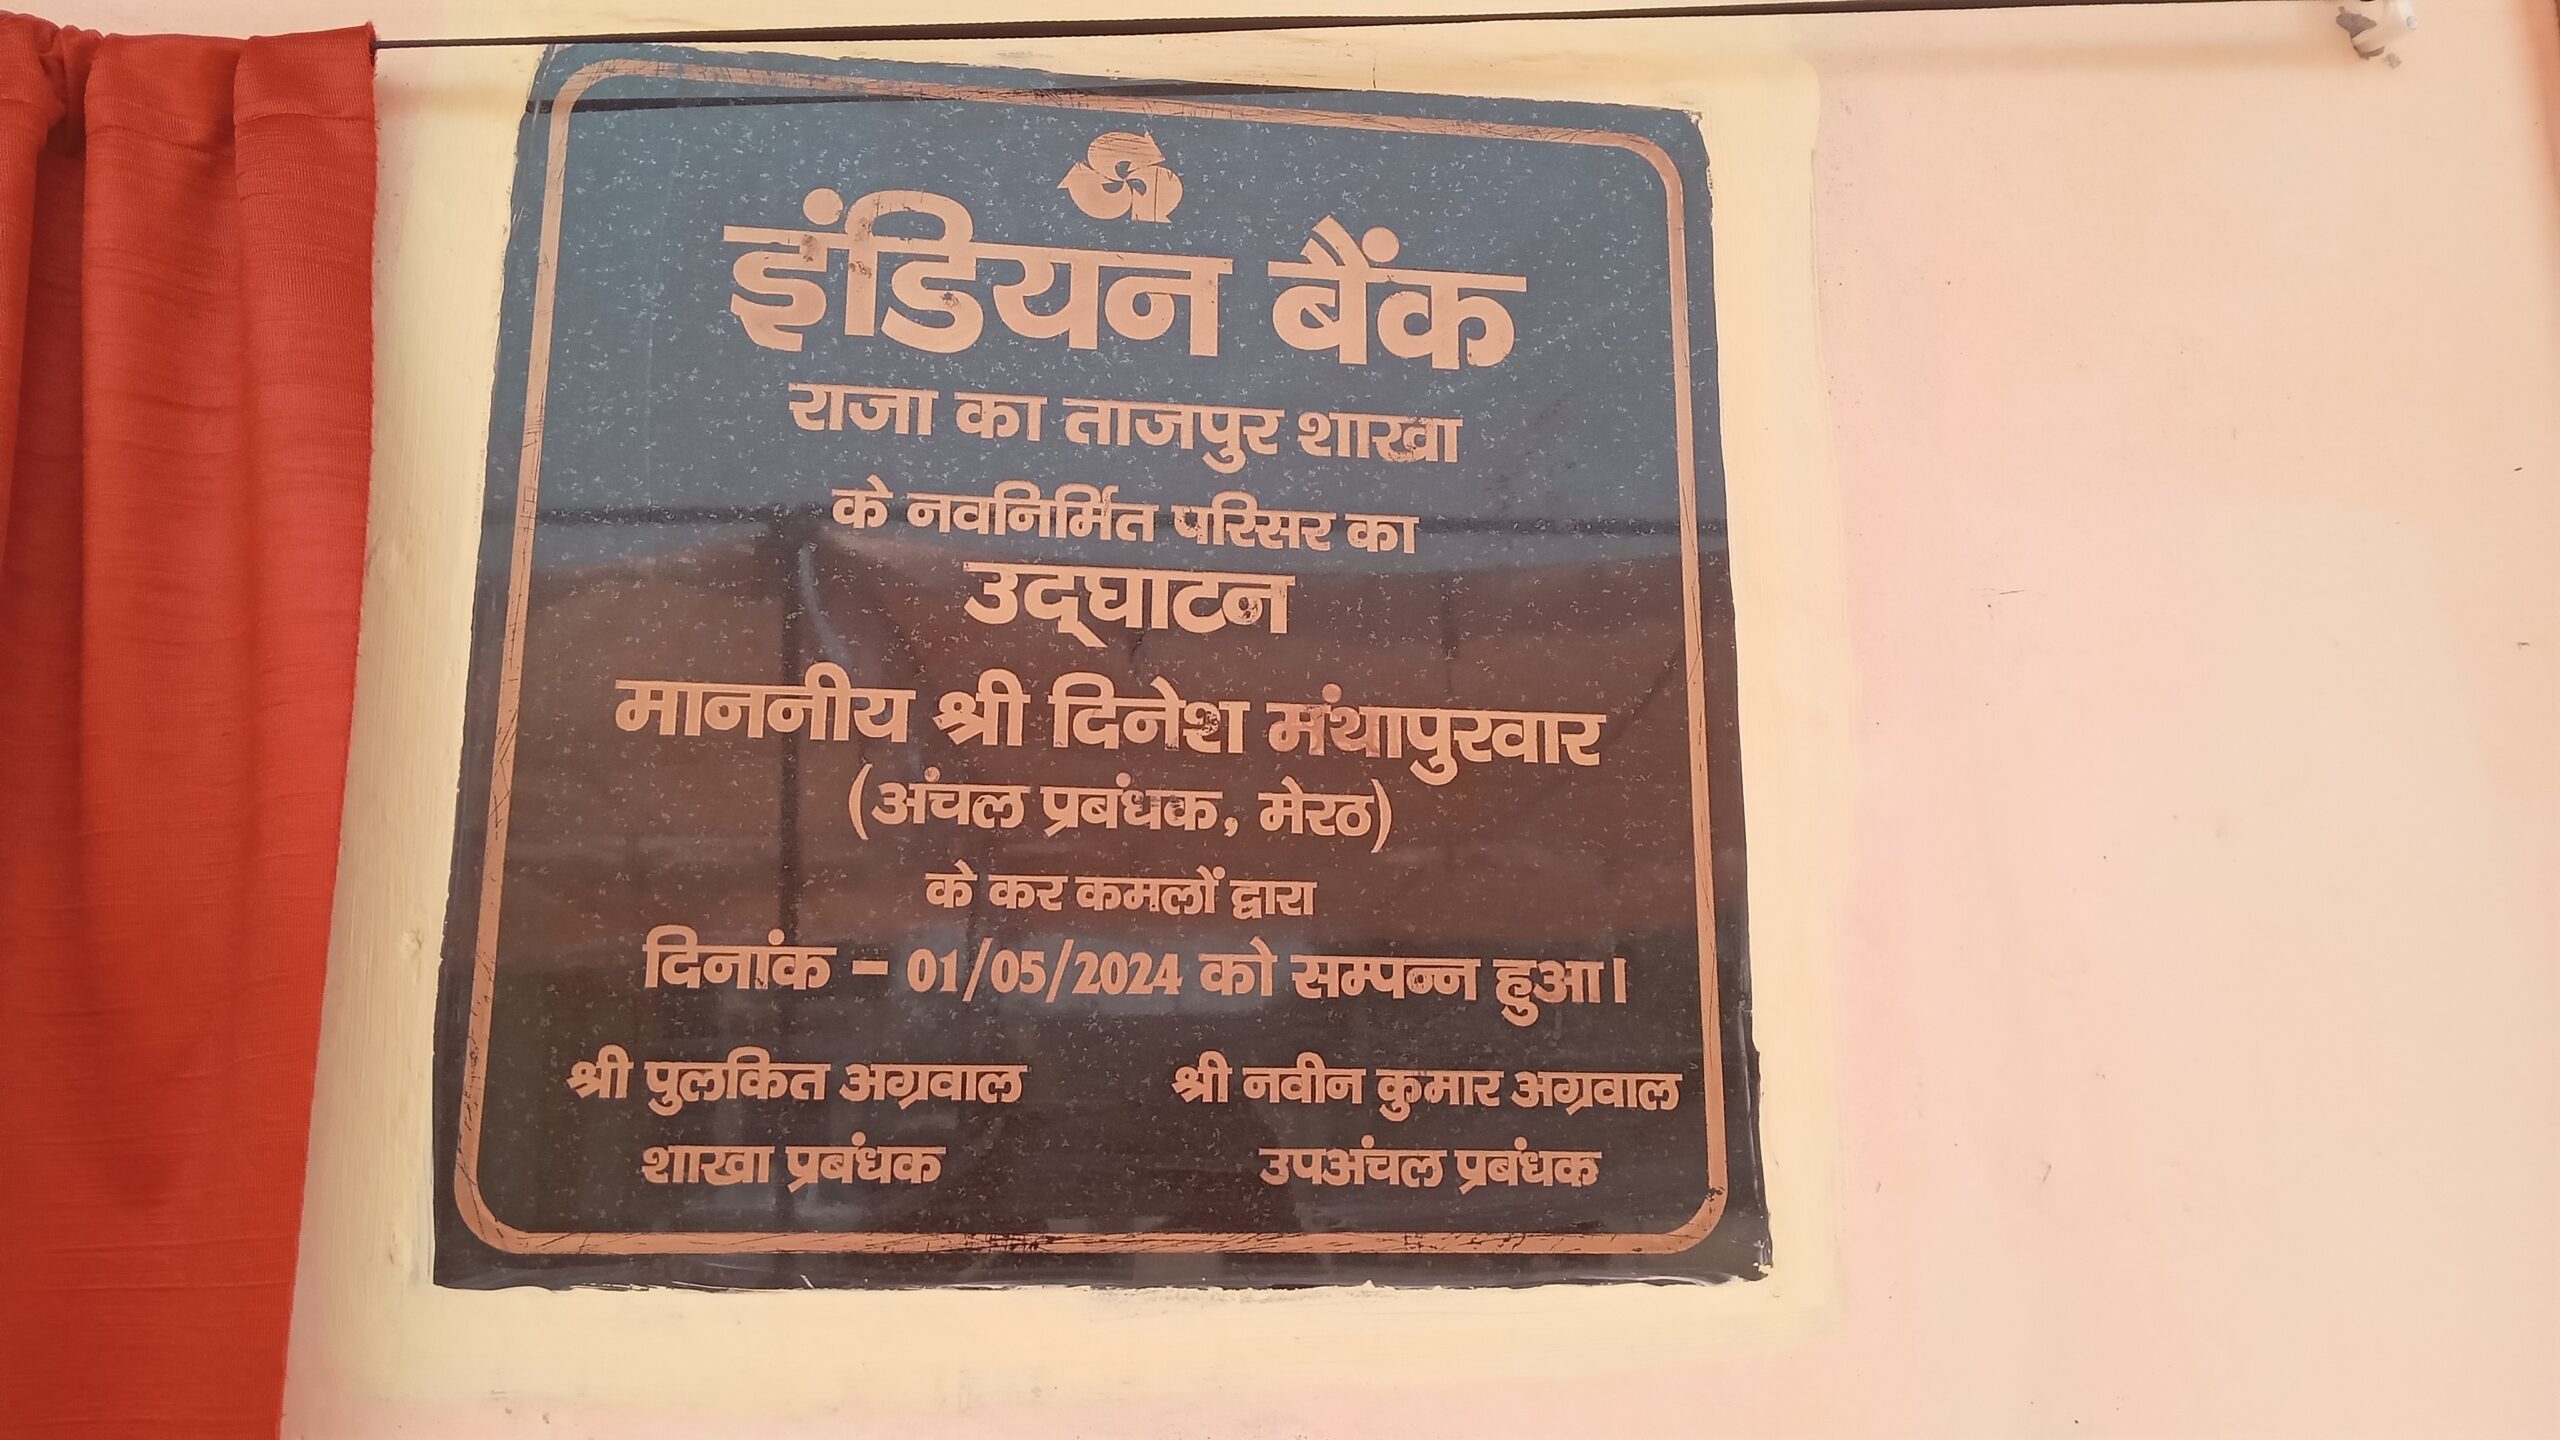 इंडियन बैंक
राजा का ताजपुर शाखा
के नवनिर्मित परिसर का
उद्‌घाटन
माननीय श्री दिनेश मंथापुरवार
(अंचल प्रबंधक, मेरठ)
के कर कमलों द्वारा
दिनांक - 01/05/2024 को सम्पन्न हुआ।
श्री पुलकित अग्रवाल श्री नवीन कुमार अग्रवाल
शाखा प्रबंधक उपअंचल प्रबंधक